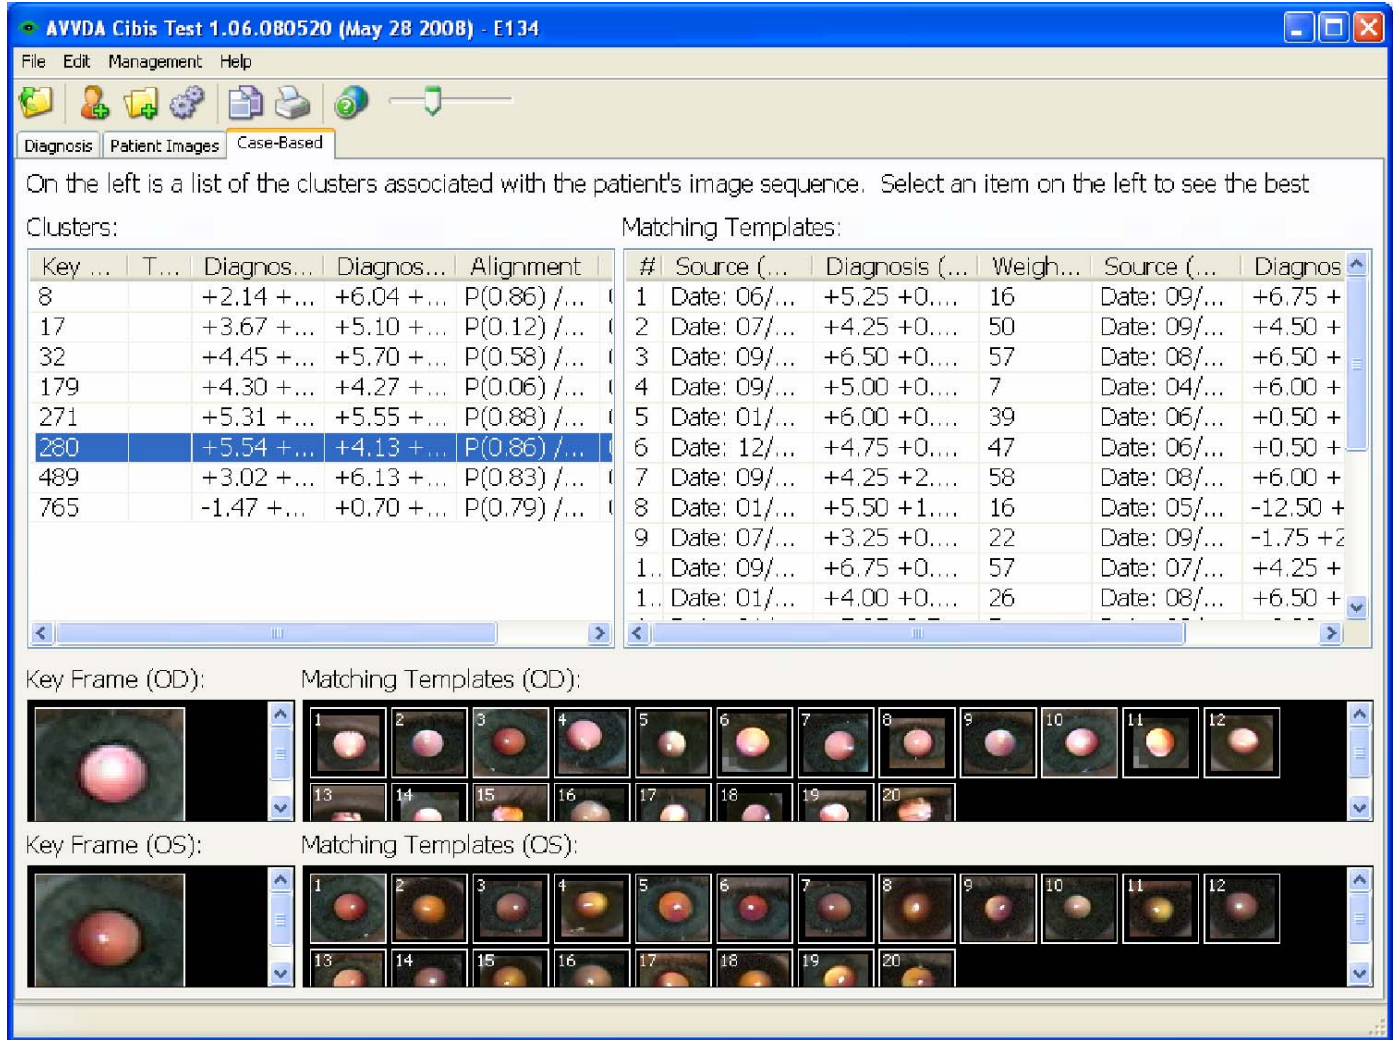 AVVDA Cibis Test 1.06.080520 (May 28 2008) - E134
File Edit Management Help
Diagnosis Patient Images Case-Based
On the left is a list of the clusters associated with the patient's image sequence. Select an item on the left to see the best
Clusters:
Key ... T... Diagnos... Diagnos... Alignment
8 +2.14 +... +6.04 +... P(0.86) /...
17 +3.67 +... +5.10 +... P(0.12) /...
32 +4.45 +... +5.70 +... P(0.58) /...
179 +4.30 +... +4.27 +... P(0.06) /...
271 +5.31 +... +5.55 +... P(0.88) /...
280 +5.54 +... +4.13 +... P(0.86) /...
489 +3.02 +... +6.13 +... P(0.83) /...
765 -1.47 +... +0.70 +... P(0.79) /...
Matching Templates:
# Source (... Diagnosis (... Weigh... Source (... Diagnos
1 Date: 06/... +5.25 +0.... 16 Date: 09/... +6.75 +
2 Date: 07/... +4.25 +0.... 50 Date: 09/... +4.50 +
3 Date: 09/... +6.50 +0.... 57 Date: 08/... +6.50 +
4 Date: 09/... +5.00 +0.... 7 Date: 04/... +6.00 +
5 Date: 01/... +6.00 +0.... 39 Date: 06/... +0.50 +
6 Date: 12/... +4.75 +0.... 47 Date: 06/... +0.50 +
7 Date: 09/... +4.25 +2.... 58 Date: 08/... +6.00 +
8 Date: 01/... +5.50 +1.... 16 Date: 05/... -12.50 +
9 Date: 07/... +3.25 +0.... 22 Date: 09/... -1.75 +2
1.. Date: 09/... +6.75 +0.... 57 Date: 07/... +4.25 +
1.. Date: 01/... +4.00 +0.... 26 Date: 08/... +6.50 +
Key Frame (OD):
Matching Templates (OD):
1 2 3 4 5 6 7 8 9 10 11 12
13 14 15 16 17 18 19 20
Key Frame (OS):
Matching Templates (OS):
1 2 3 4 5 6 7 8 9 10 11 12
13 14 15 16 17 18 19 20